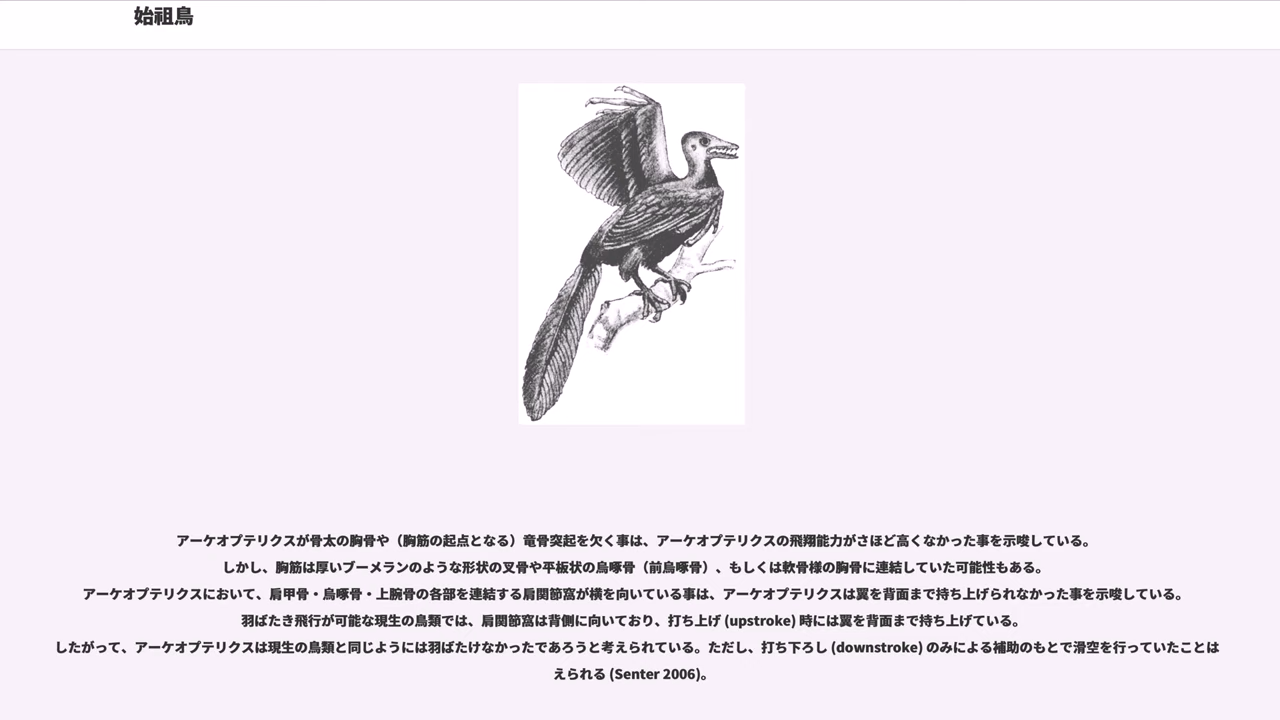 始祖鳥
アーケオプテリクスが骨太の胸骨や（胸筋の起点となる）竜骨突起を欠く事は、アーケオプテリクスの飛翔能力がさほど高くなかった事を示唆している。
しかし、胸筋は厚いブーメランのような形状の叉骨や平板状の烏啄骨（前烏啄骨）、もしくは軟骨様の胸骨に連結していた可能性もある。
アーケオプテリクスにおいて、肩甲骨・烏啄骨・上腕骨の各部を連結する肩関節窩が横を向いている事は、アーケオプテリクスは翼を背面まで持ち上げられなかった事を示唆している。
羽ばたき飛行が可能な現生の鳥類では、肩関節窩は背側に向いており、打ち上げ (upstroke) 時には翼を背面まで持ち上げている。
したがって、アーケオプテリクスは現生の鳥類と同じようには羽ばたけなかったであろうと考えられている。ただし、打ち下ろし (downstroke) のみによる補助のもとで滑空を行っていたことは
えられる (Senter 2006)。